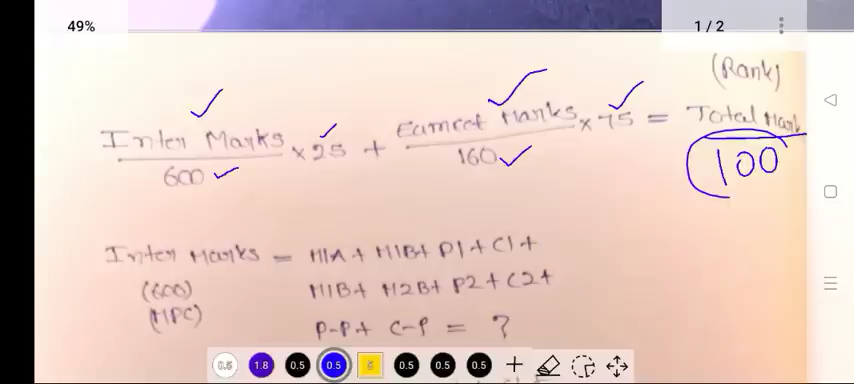 49%
1 / 2
(Rank)
Inter Marks/600 × 25 + Eamcet Marks/160 × 75 = Total Mark
100
Inter Marks = M1A + M1B + P1 + C1 +
(600) M1B + M2B + P2 + C2 +
(MPC) P-P + C-P = ?
0.5 1.8 0.5 0.5 5 0.5 0.5 0.5